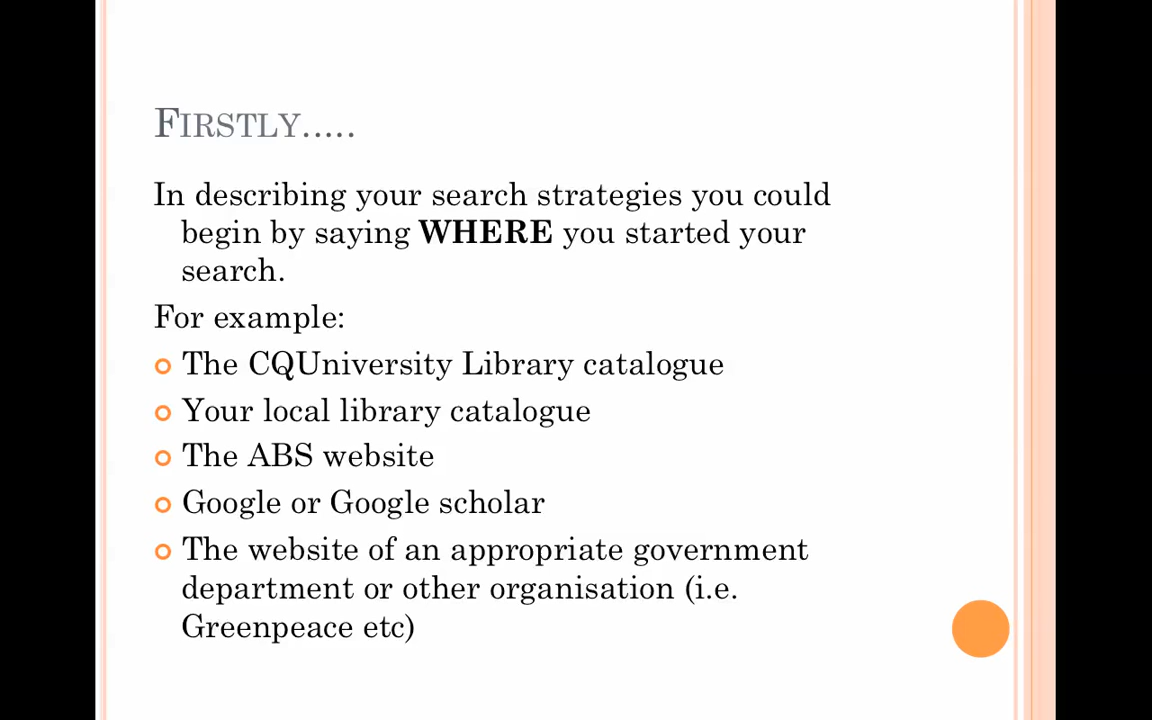 FIRSTLY.....
In describing your search strategies you could
begin by saying WHERE you started your
search.
For example:
The CQUniversity Library catalogue
Your local library catalogue
The ABS website
Google or Google scholar
The website of an appropriate government
department or other organisation (i.e.
Greenpeace etc)